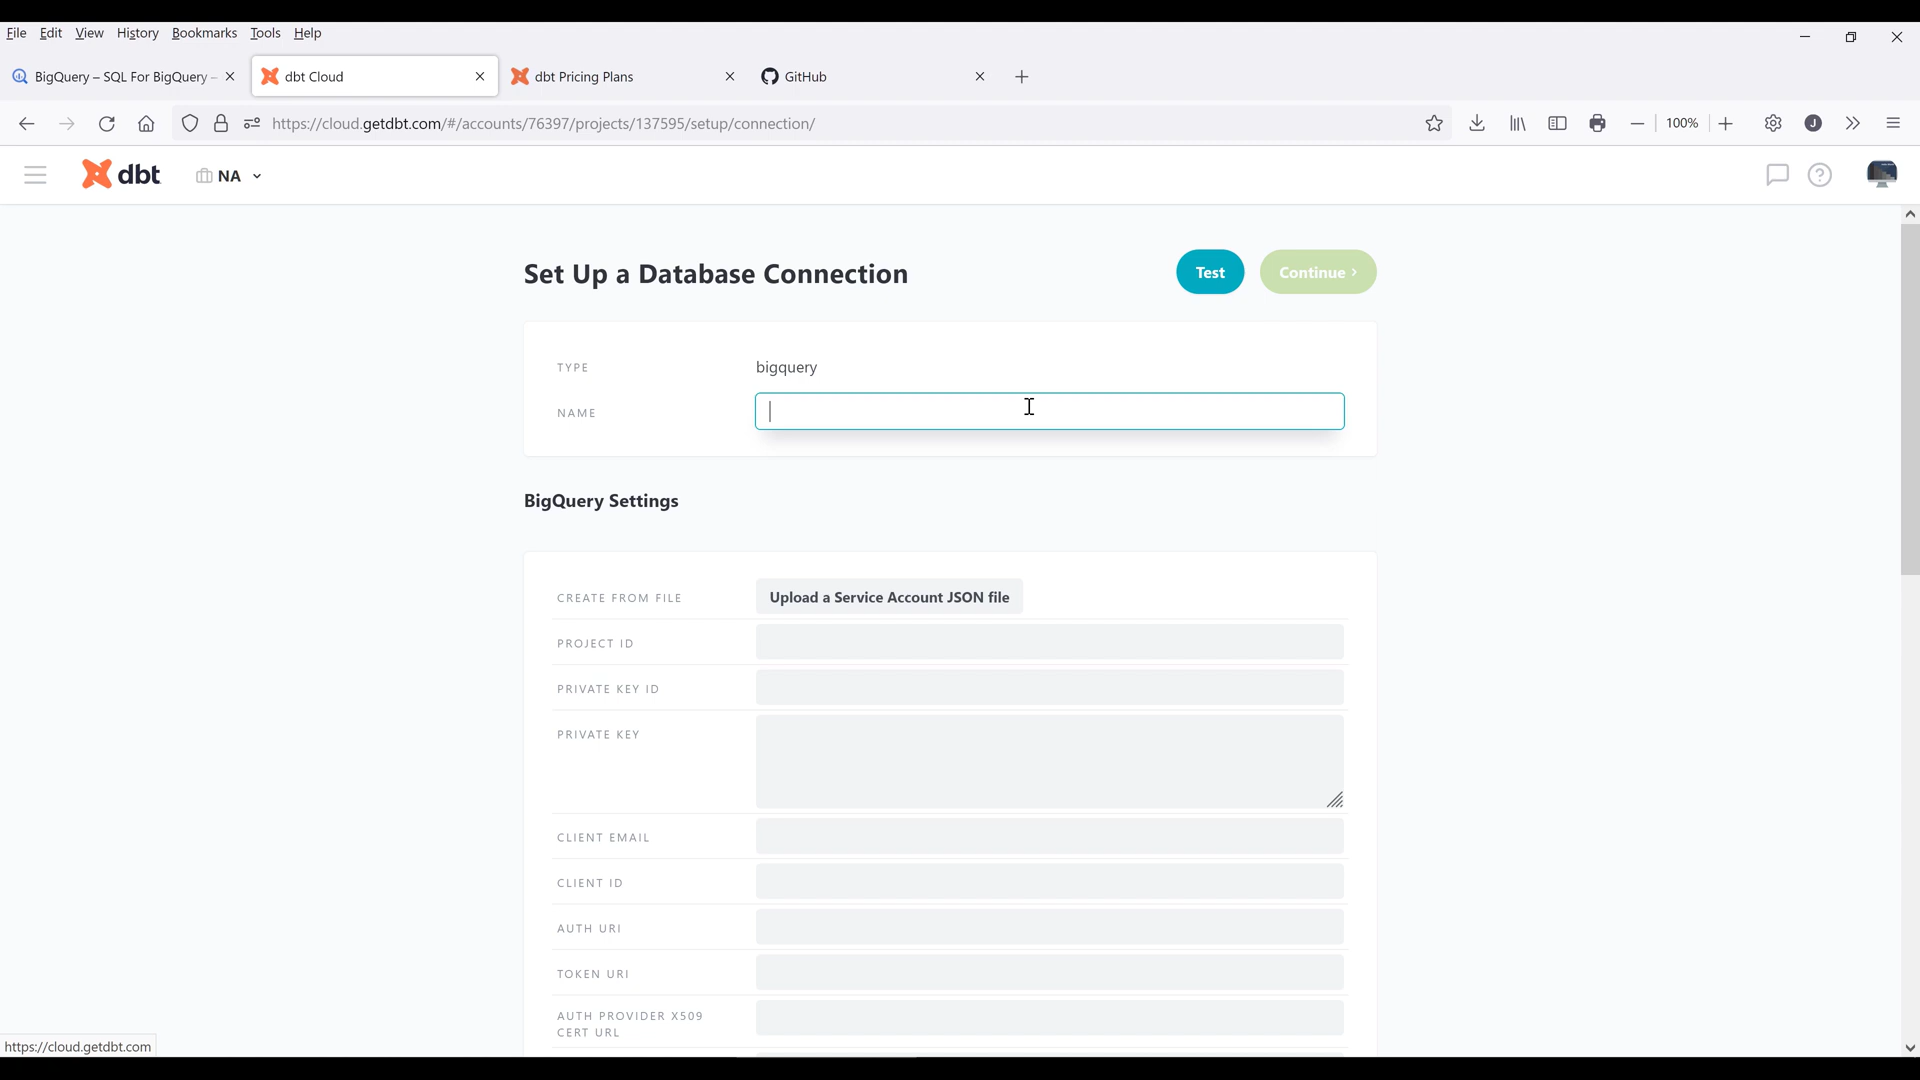 File Edit View History Bookmarks Tools Help
BigQuery – SQL For BigQuery –
dbt Cloud
dbt Pricing Plans
GitHub
https://cloud.getdbt.com/#/accounts/76397/projects/137595/setup/connection/
100%
J
dbt
NA
Set Up a Database Connection
Test
Continue ›
TYPE
bigquery
NAME
BigQuery Settings
CREATE FROM FILE
Upload a Service Account JSON file
PROJECT ID
PRIVATE KEY ID
PRIVATE KEY
CLIENT EMAIL
CLIENT ID
AUTH URI
TOKEN URI
AUTH PROVIDER X509
CERT URL
https://cloud.getdbt.com